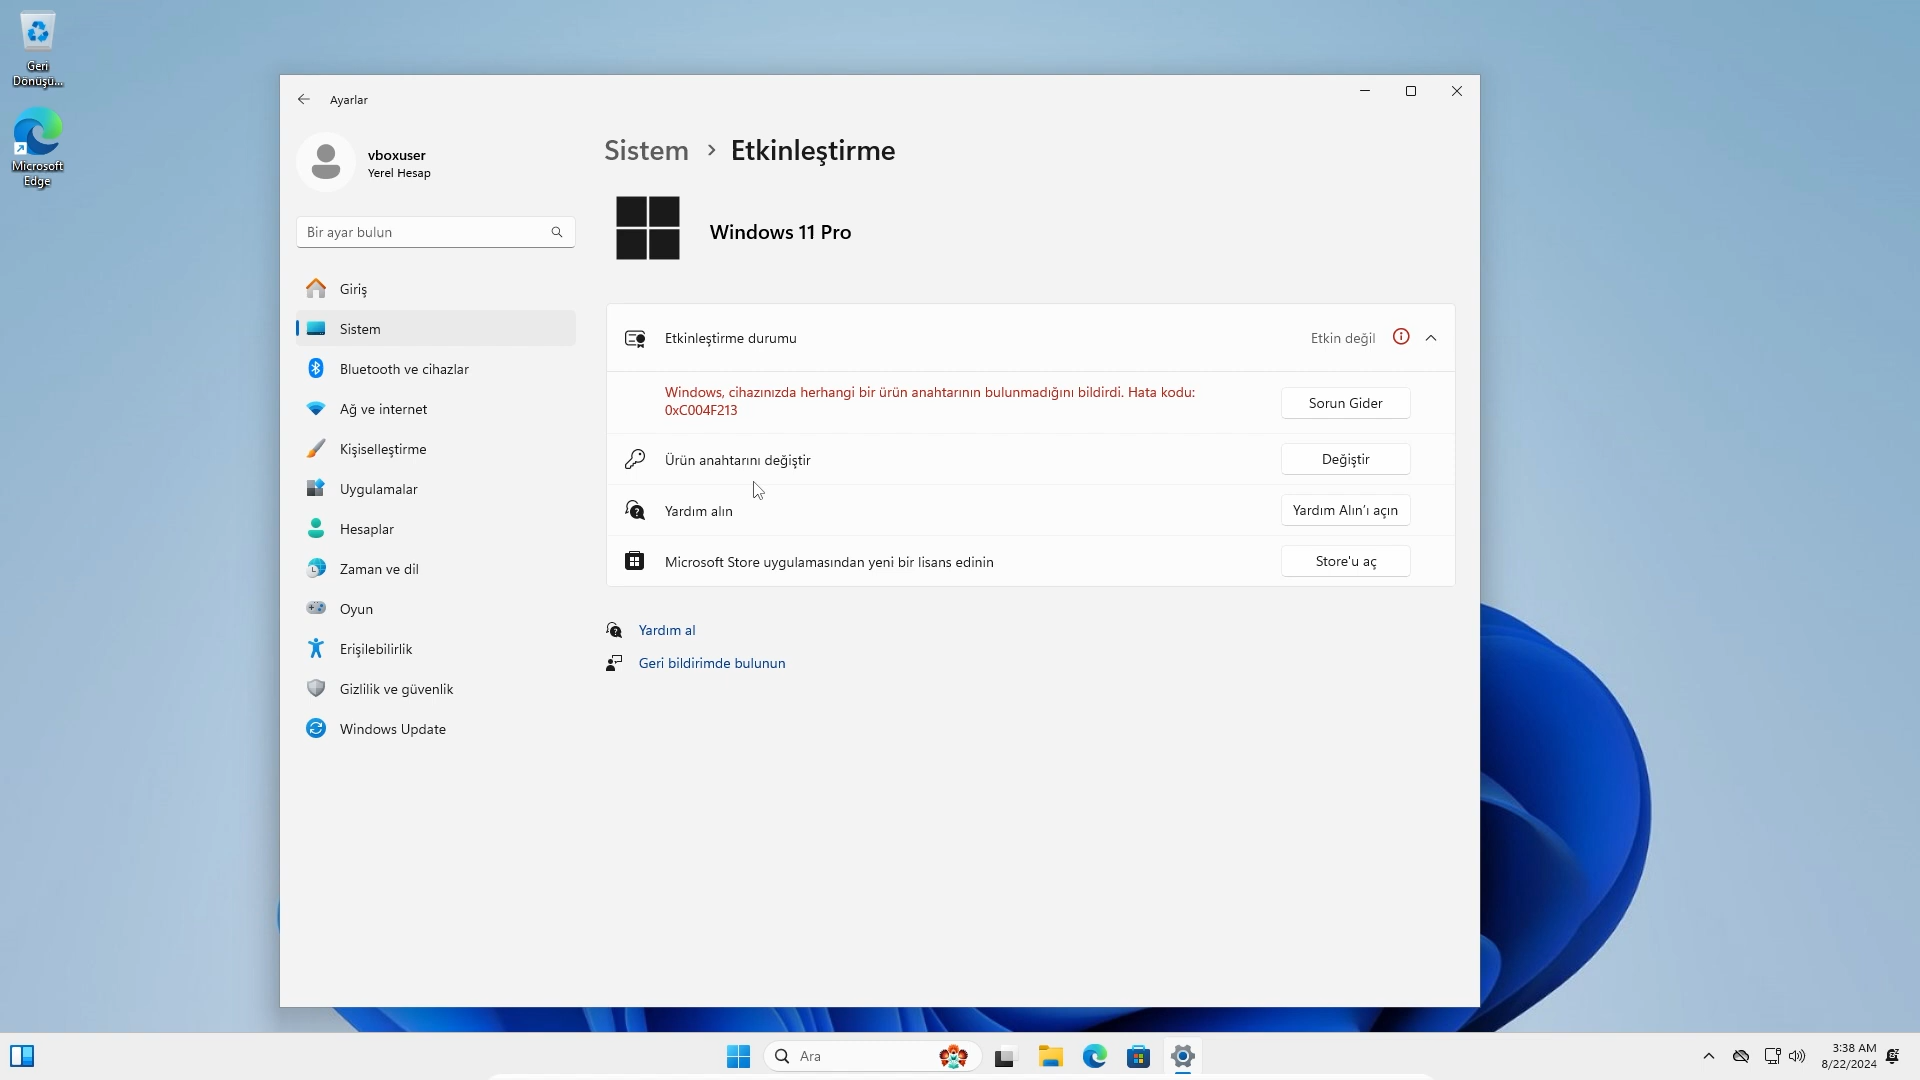 Geri
Dönüşü...
Microsoft
Edge
Ayarlar
vboxuser
Yerel Hesap
Bir ayar bulun
Giriş
Sistem
Bluetooth ve cihazlar
Ağ ve internet
Kişiselleştirme
Uygulamalar
Hesaplar
Zaman ve dil
Oyun
Erişilebilirlik
Gizlilik ve güvenlik
Windows Update
Sistem › Etkinleştirme
Windows 11 Pro
Etkinleştirme durumu
Etkin değil
Windows, cihazınızda herhangi bir ürün anahtarının bulunmadığını bildirdi. Hata kodu:
0xC004F213
Sorun Gider
Ürün anahtarını değiştir
Değiştir
Yardım alın
Yardım Alın'ı açın
Microsoft Store uygulamasından yeni bir lisans edinin
Store'u aç
Yardım al
Geri bildirimde bulunun
Ara
3:38 AM
8/22/2024